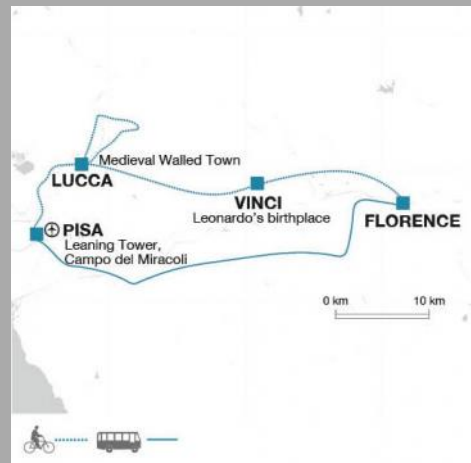 Medieval Walled Town
LUCCA
VINCI
Leonardo's birthplace
FLORENCE
PISA
Leaning Tower,
Campo del Miracoli
0 km
10 km